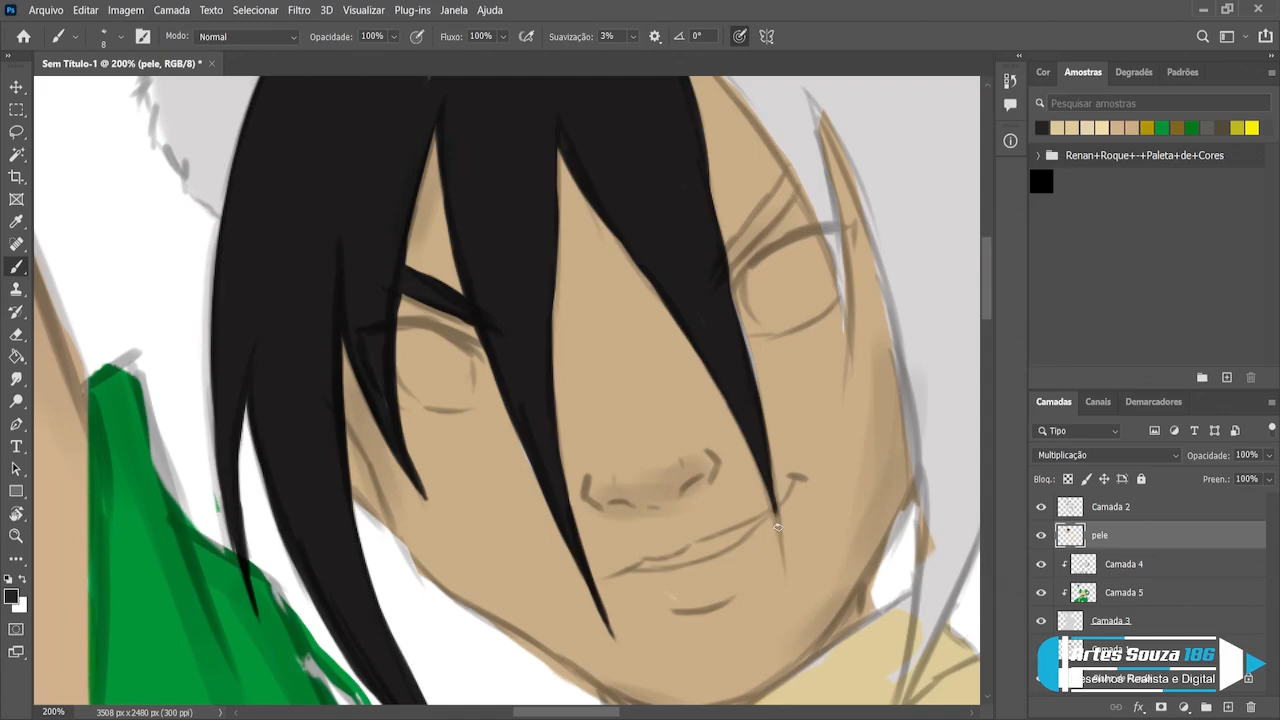 Ps Arquivo Editar Imagem Camada Texto Selecionar Filtro 3D Visualizar Plug-ins Janela Ajuda
8 Modo: Normal Opacidade: 100% Fluxo: 100% Suavização: 3% 0°
Sem Título-1 @ 200% (pele, RGB/8) *
Cor Amostras Degradês Padrões
Pesquisar amostras
Renan+Roque+-+Paleta+de+Cores
Camadas Canais Demarcadores
Tipo
Multiplicação Opacidade: 100%
Bloq.: Preen.: 100%
Camada 2
pele
Camada 4
Camada 5
Camada 3
Artes Souza 186
Desenhos Realista e Digital
200% 3508 px x 2480 px (300 ppi)